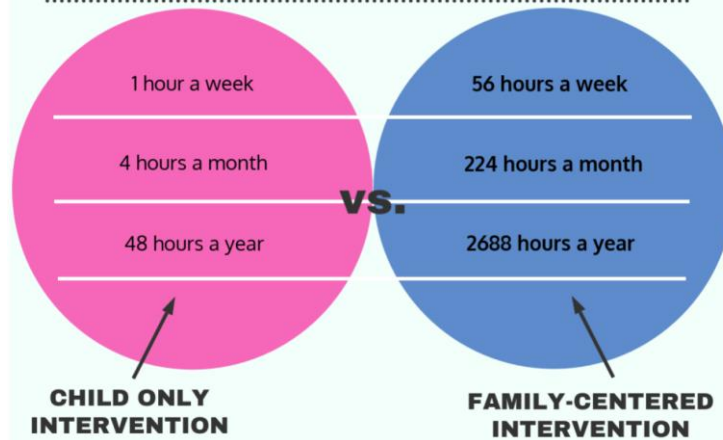 1 hour a week
56 hours a week
4 hours a month
224 hours a month
vs.
48 hours a year
2688 hours a year
CHILD ONLY
INTERVENTION
FAMILY-CENTERED
INTERVENTION